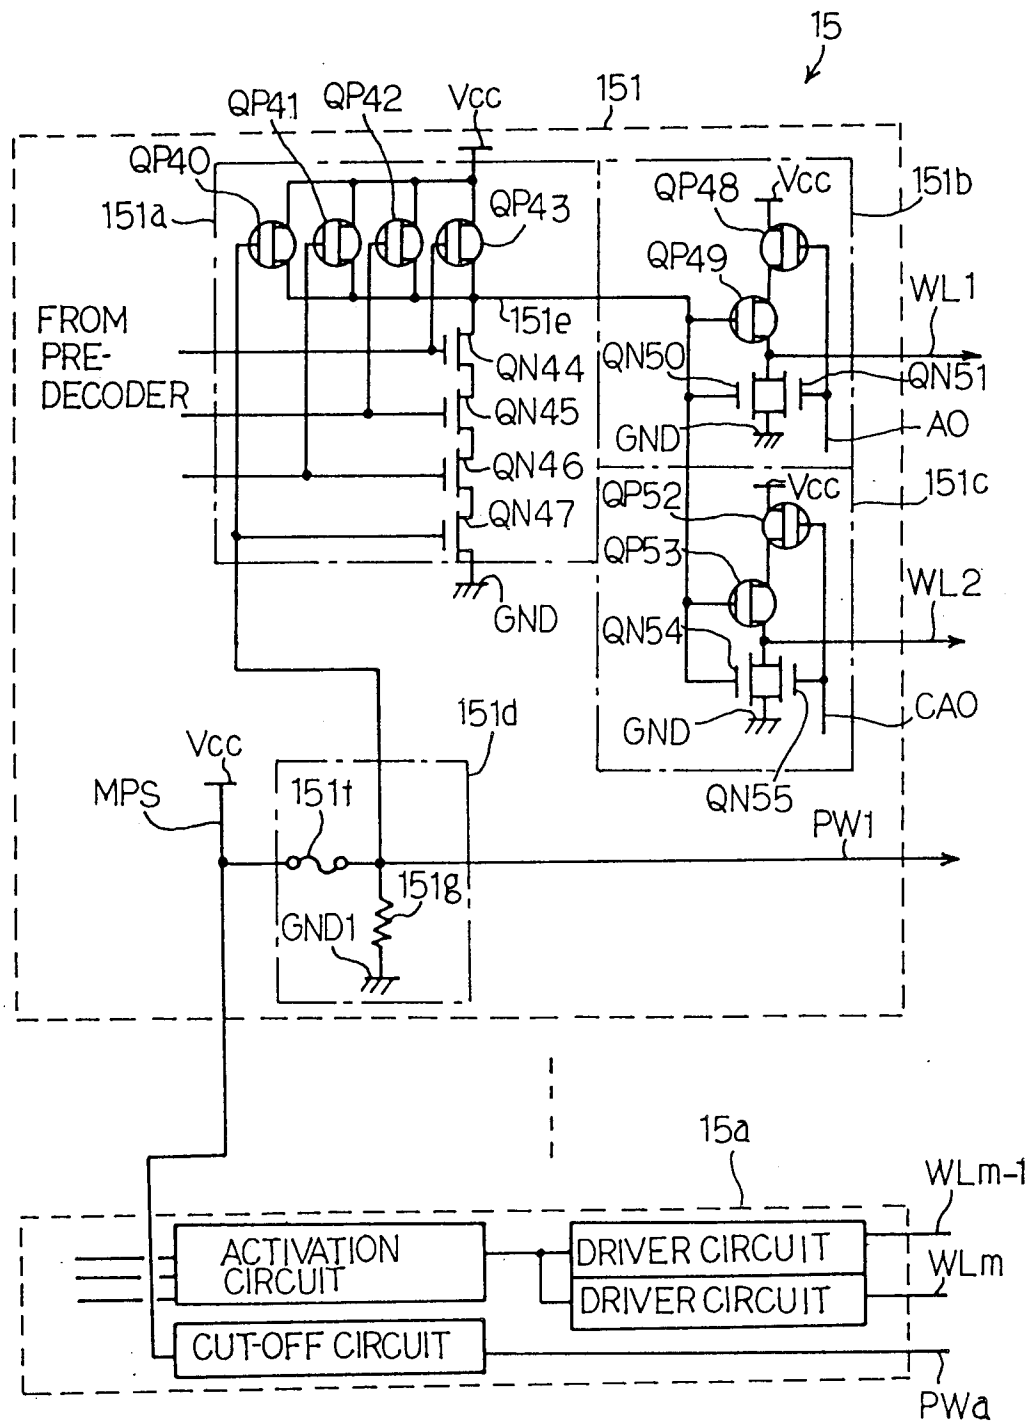 15
151
Vcc
QP42
QP41
QP40
QP43
151a
QP48
Vcc
151b
QP49
WL1
151e
FROM
PRE-
DECODER
QN44
QN50
QN51
QN45
GND
A0
QN46
QP52
Vcc
151c
QN47
QP53
WL2
GND
QN54
GND
CA0
151d
Vcc
MPS
151f
QN55
PW1
151g
GND1
15a
WLm-1
ACTIVATION
CIRCUIT
DRIVER CIRCUIT
WLm
DRIVER CIRCUIT
CUT-OFF CIRCUIT
PWa